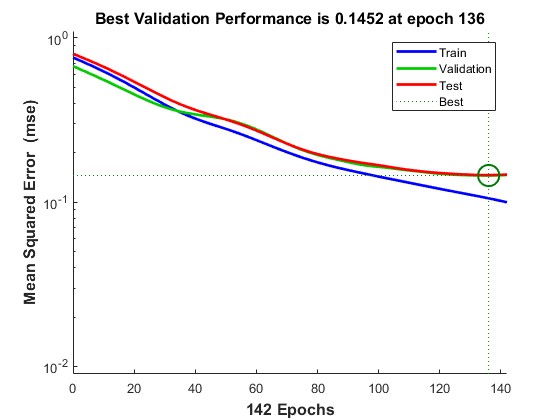 Best Validation Performance is 0.1452 at epoch 136
Train
Validation
Test
Best
10^0
10^-1
10^-2
Mean Squared Error (mse)
0 20 40 60 80 100 120 140
142 Epochs